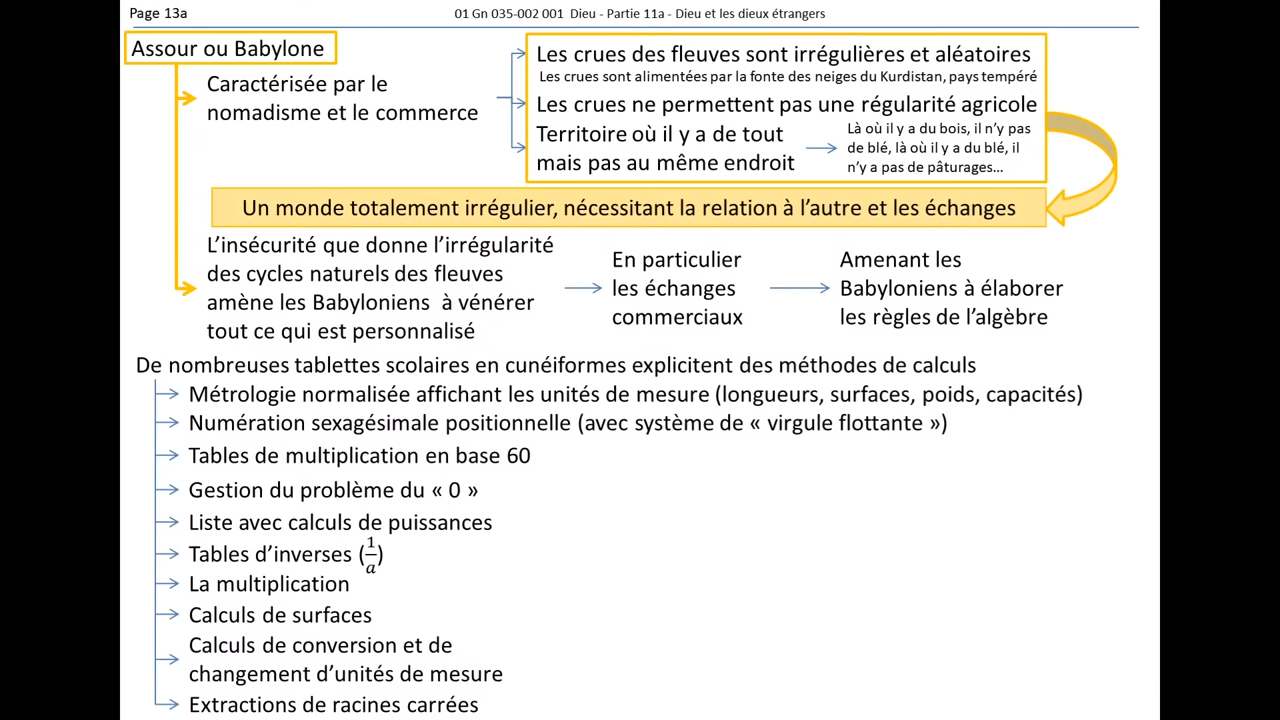 Page 13a
01 Gn 035-002 001 Dieu - Partie 11a - Dieu et les dieux étrangers
Assour ou Babylone
Caractérisée par le
nomadisme et le commerce
Les crues des fleuves sont irrégulières et aléatoires
Les crues sont alimentées par la fonte des neiges du Kurdistan, pays tempéré
Les crues ne permettent pas une régularité agricole
Territoire où il y a de tout
mais pas au même endroit
Là où il y a du bois, il n’y pas
de blé, là où il y a du blé, il
n’y a pas de pâturages…
Un monde totalement irrégulier, nécessitant la relation à l’autre et les échanges
L’insécurité que donne l’irrégularité
des cycles naturels des fleuves
amène les Babyloniens à vénérer
tout ce qui est personnalisé
En particulier
les échanges
commerciaux
Amenant les
Babyloniens à élaborer
les règles de l’algèbre
De nombreuses tablettes scolaires en cunéiformes explicitent des méthodes de calculs
Métrologie normalisée affichant les unités de mesure (longueurs, surfaces, poids, capacités)
Numération sexagésimale positionnelle (avec système de « virgule flottante »)
Tables de multiplication en base 60
Gestion du problème du « 0 »
Liste avec calculs de puissances
Tables d’inverses (1/a)
La multiplication
Calculs de surfaces
Calculs de conversion et de
changement d’unités de mesure
Extractions de racines carrées